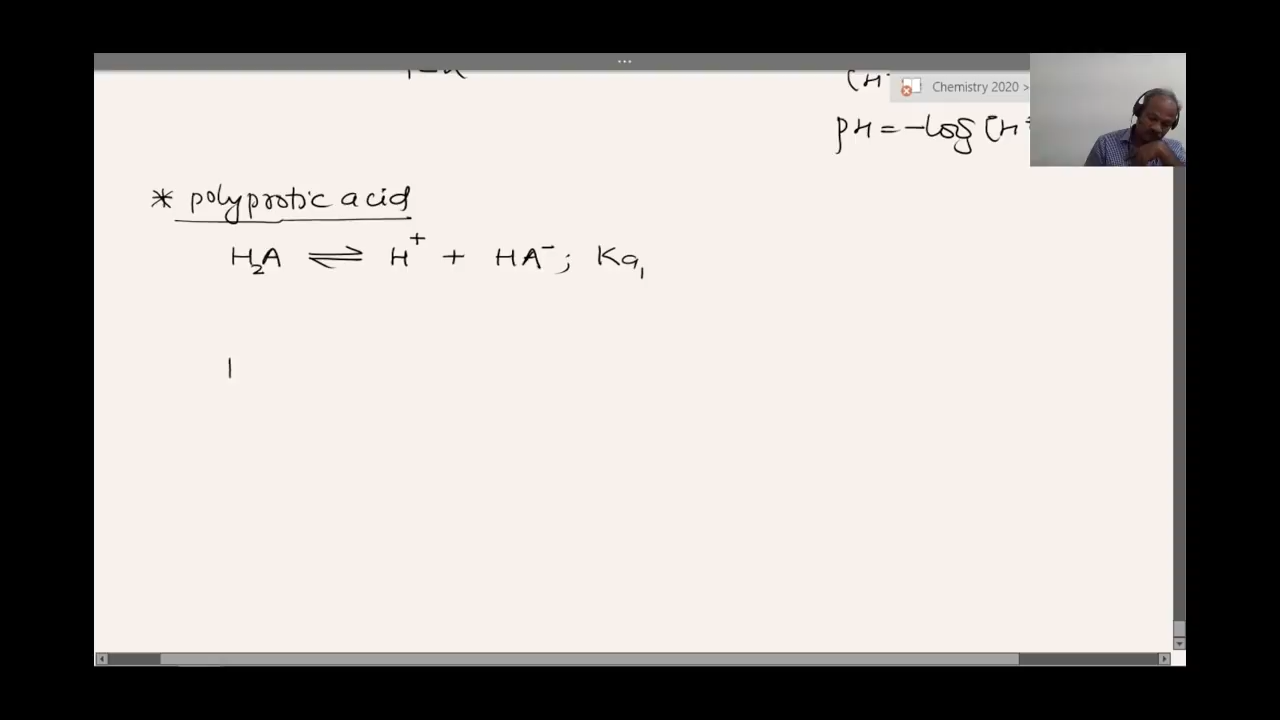 Chemistry 2020 >
pH = -log [H+
* polyprotic acid
H₂A ⇌ H⁺ + HA⁻ ; Ka₁